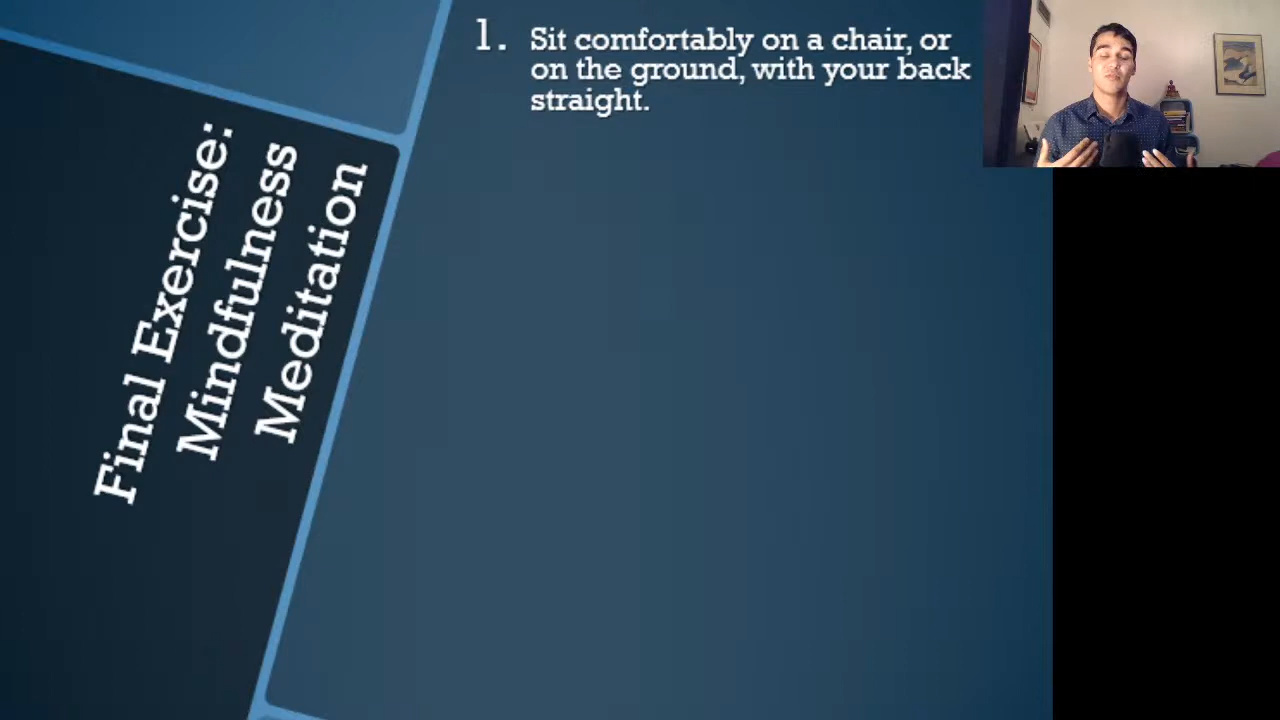 Final Exercise:
Mindfulness
Meditation
1. Sit comfortably on a chair, or
on the ground, with your back
straight.